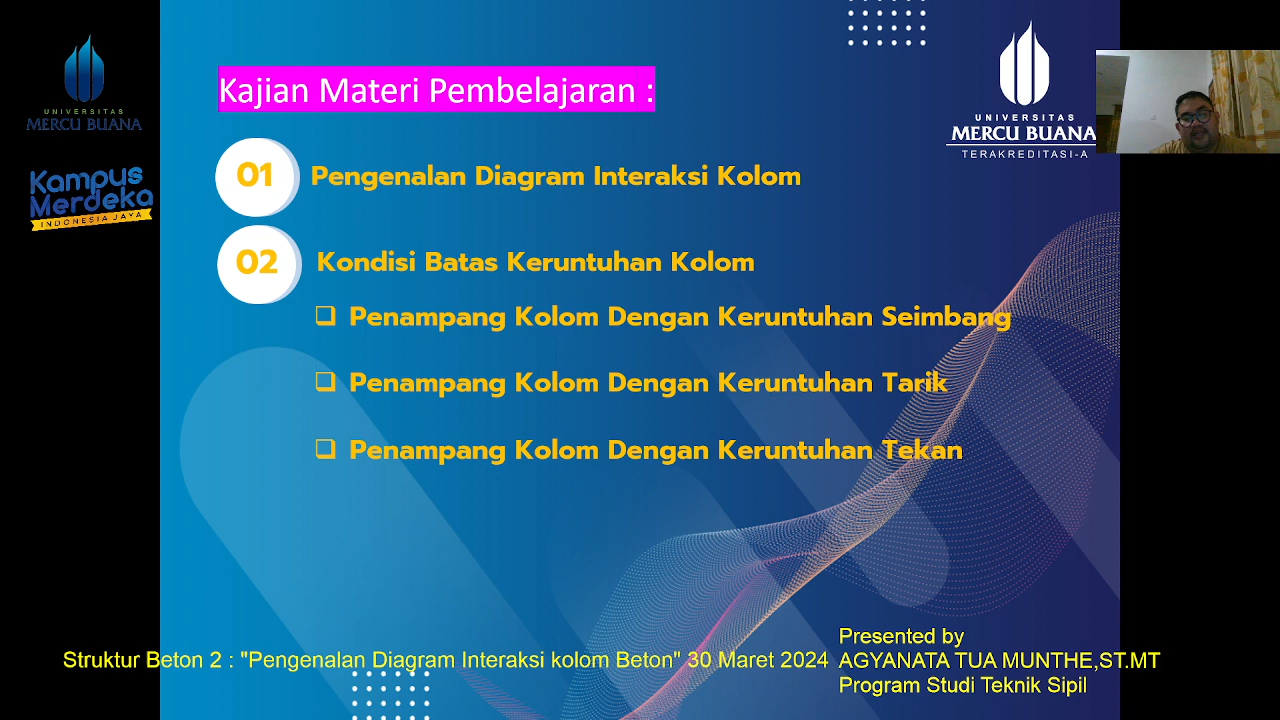 UNIVERSITAS
MERCU BUANA
Kampus
Merdeka
INDONESIA JAYA
Kajian Materi Pembelajaran :
UNIVERSITAS
MERCU BUANA
TERAKREDITASI-A
01 Pengenalan Diagram Interaksi Kolom
02 Kondisi Batas Keruntuhan Kolom
❑ Penampang Kolom Dengan Keruntuhan Seimbang
❑ Penampang Kolom Dengan Keruntuhan Tarik
❑ Penampang Kolom Dengan Keruntuhan Tekan
Struktur Beton 2 : "Pengenalan Diagram Interaksi kolom Beton" 30 Maret 2024
Presented by
AGYANATA TUA MUNTHE,ST.MT
Program Studi Teknik Sipil